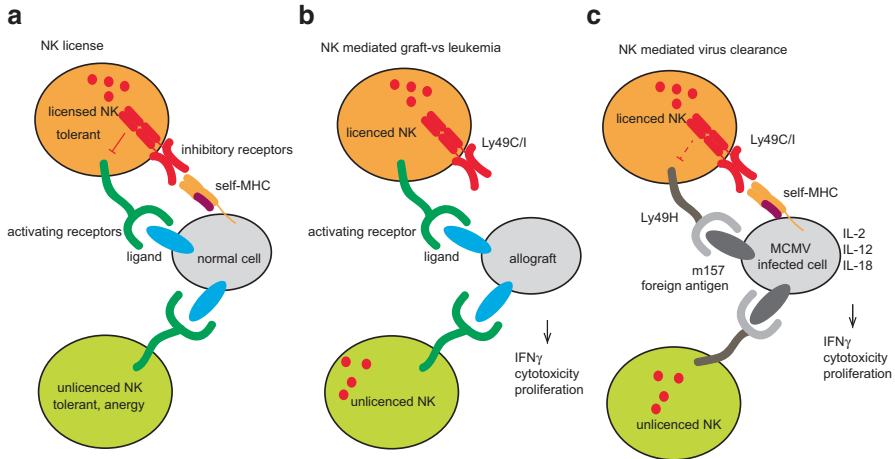 a
NK license
licensed NK
tolerant
inhibitory receptors
self-MHC
activating receptors
ligand
normal cell
unlicenced NK
tolerant, anergy
b
NK mediated graft-vs leukemia
licenced NK
Ly49C/I
activating receptor
ligand
allograft
IFNγ
cytotoxicity
proliferation
unlicenced NK
c
NK mediated virus clearance
licenced NK
Ly49C/I
self-MHC
Ly49H
MCMV
infected cell
IL-2
IL-12
IL-18
m157
foreign antigen
IFNγ
cytotoxicity
proliferation
unlicenced NK